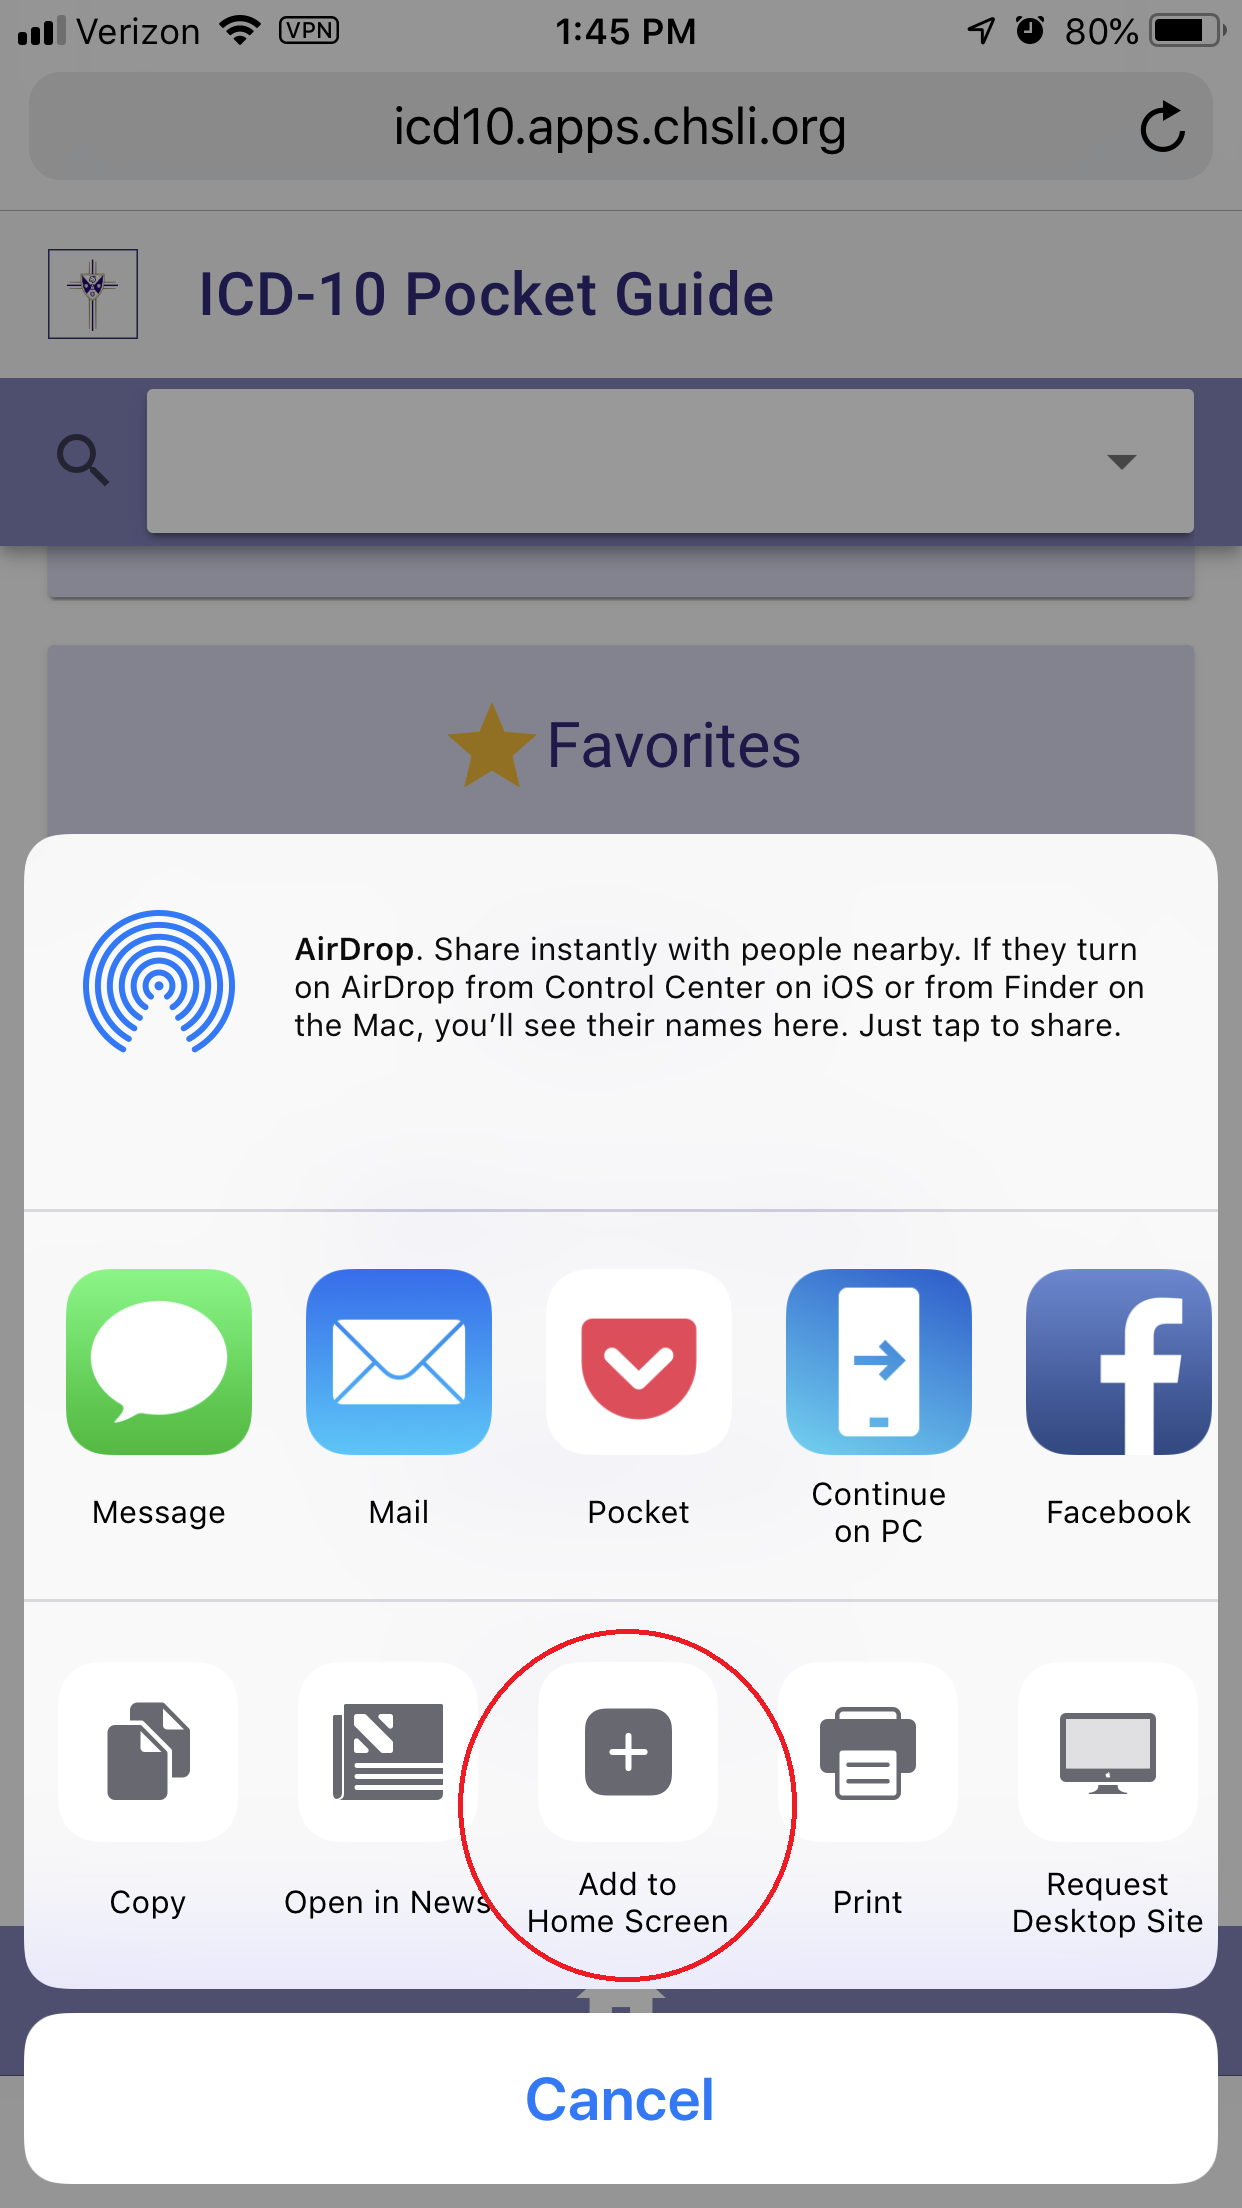 Verizon VPN 1:45 PM 80%
icd10.apps.chsli.org
ICD-10 Pocket Guide
Favorites
AirDrop. Share instantly with people nearby. If they turn
on AirDrop from Control Center on iOS or from Finder on
the Mac, you’ll see their names here. Just tap to share.
Message
Mail
Pocket
Continue
on PC
Facebook
Copy
Open in News
Add to
Home Screen
Print
Request
Desktop Site
Cancel